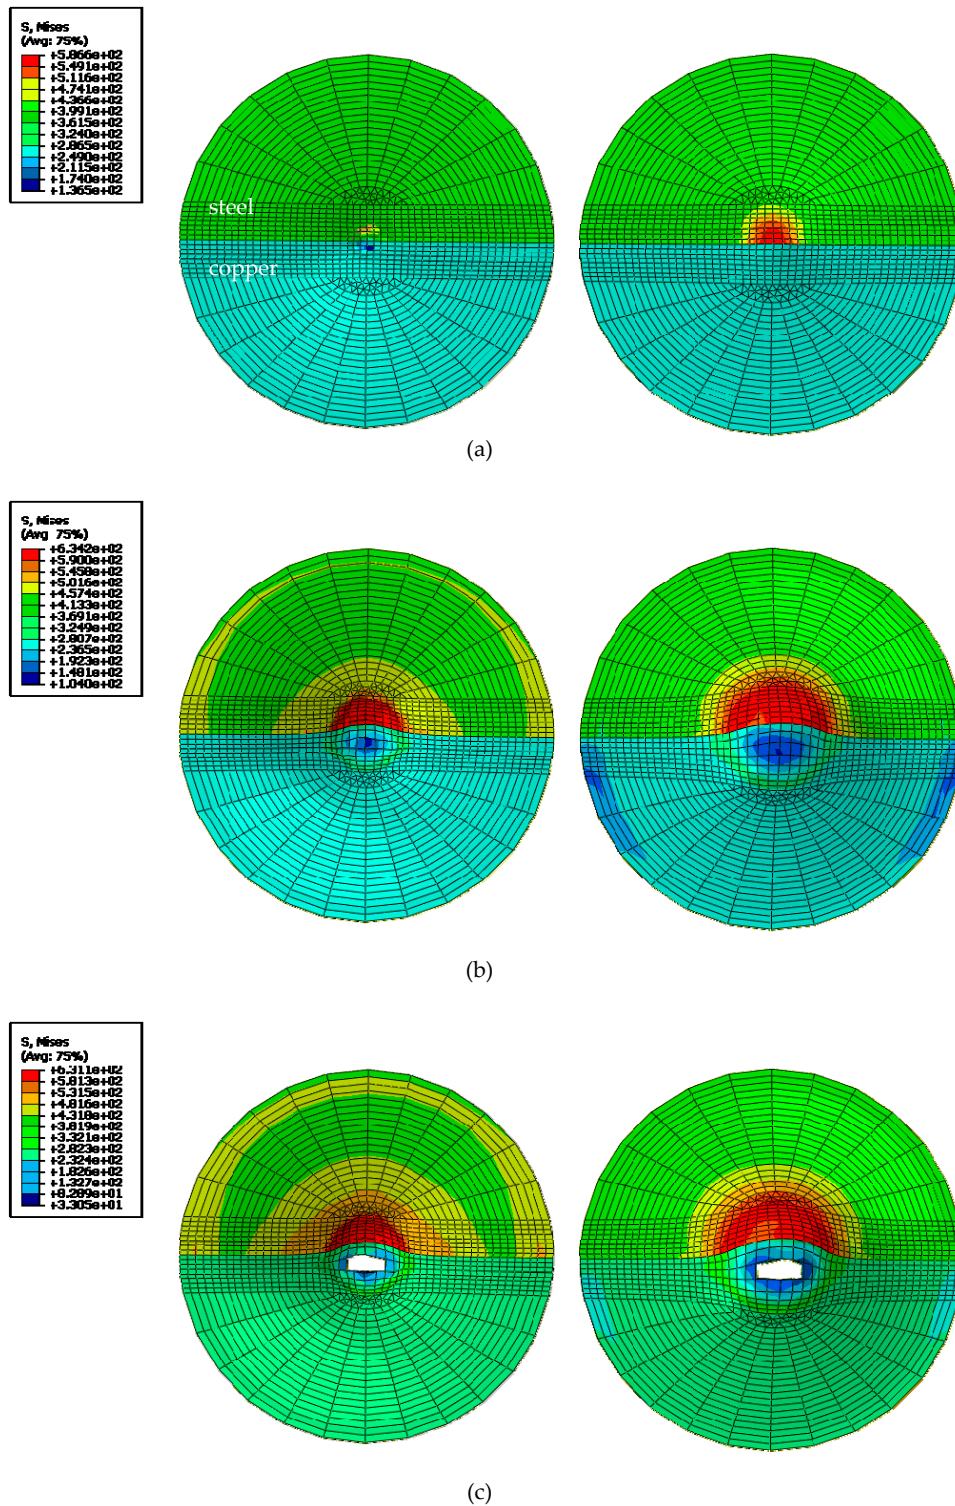 S, Mises
(Avg: 75%)
+5.866e+02
+5.491e+02
+5.116e+02
+4.741e+02
+4.366e+02
+3.991e+02
+3.615e+02
+3.240e+02
+2.865e+02
+2.490e+02
+2.115e+02
+1.740e+02
+1.365e+02
steel
copper
(a)
S, Mises
(Avg 75%)
+6.342e+02
+5.900e+02
+5.458e+02
+5.016e+02
+4.574e+02
+4.133e+02
+3.691e+02
+3.249e+02
+2.807e+02
+2.365e+02
+1.923e+02
+1.481e+02
+1.040e+02
(b)
S, Mises
(Avg: 75%)
+6.311e+02
+5.813e+02
+5.315e+02
+4.816e+02
+4.318e+02
+3.819e+02
+3.321e+02
+2.823e+02
+2.324e+02
+1.826e+02
+1.327e+02
+8.289e+01
+3.305e+01
(c)